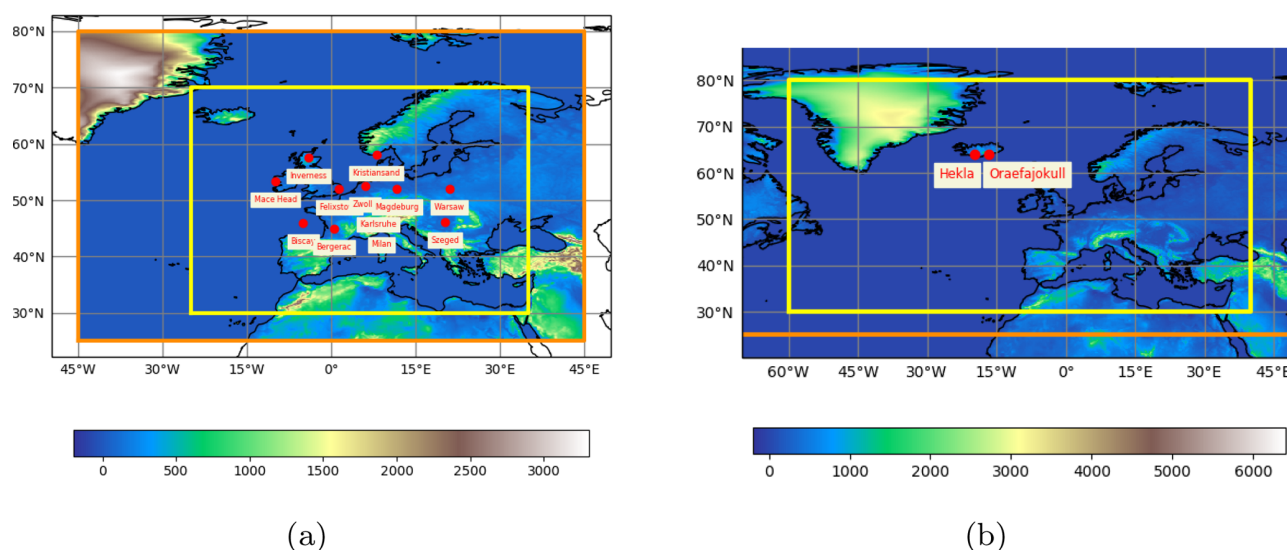 80°N
70°N
60°N
50°N
40°N
30°N
Inverness
Kristiansand
Mace Head
Felixsto
Zwoll
Magdeburg
Warsaw
Karlsruhe
Biscay
Bergerac
Milan
Szeged
45°W 30°W 15°W 0° 15°E 30°E 45°E
0 500 1000 1500 2000 2500 3000
(a)
80°N
70°N
60°N
50°N
40°N
30°N
Hekla Oraefajokull
60°W 45°W 30°W 15°W 0° 15°E 30°E 45°E
0 1000 2000 3000 4000 5000 6000
(b)